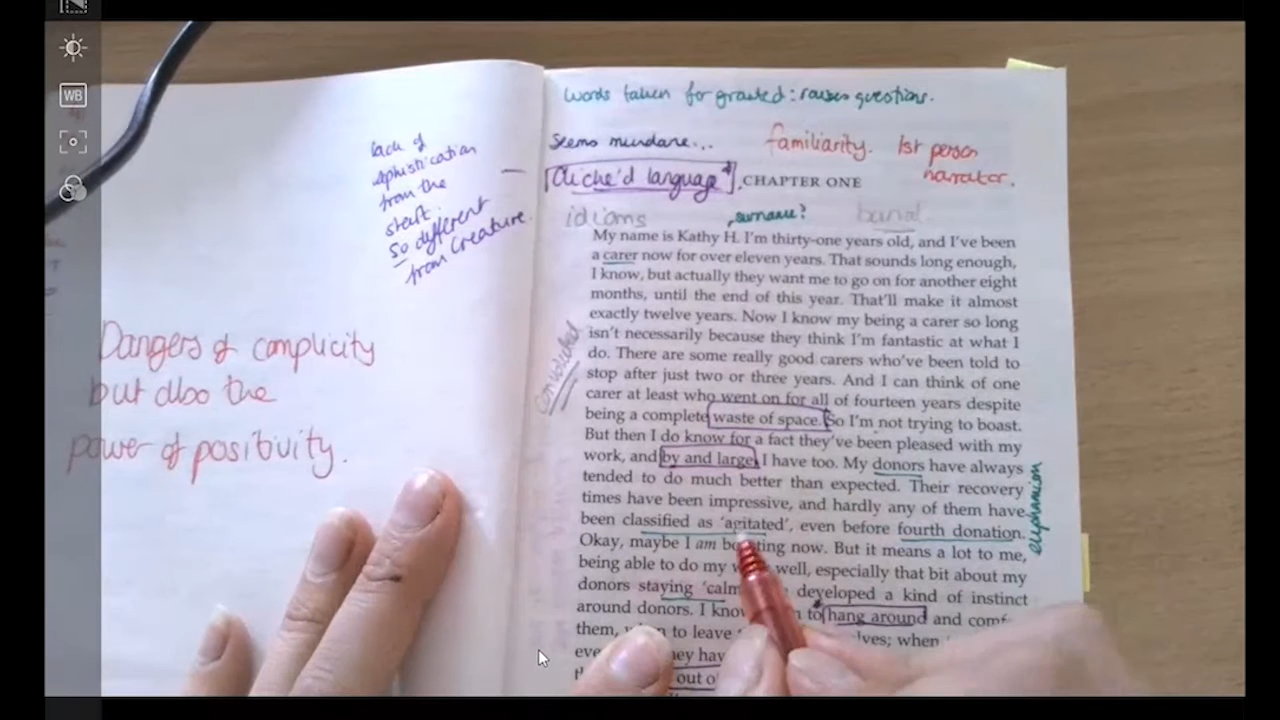 WB
words taken for granted: raises questions.
Seems mundane...
familiarity.
1st person
narrator.
lack of
sophistication
from the
start.
so different
from Creature.
Cliché'd language*
CHAPTER ONE
idioms
surname?
banal.
My name is Kathy H. I'm thirty-one years old, and I've been
a carer now for over eleven years. That sounds long enough,
I know, but actually they want me to go on for another eight
months, until the end of this year. That'll make it almost
exactly twelve years. Now I know my being a carer so long
isn't necessarily because they think I'm fantastic at what I
do. There are some really good carers who've been told to
stop after just two or three years. And I can think of one
carer at least who went on for all of fourteen years despite
being a complete waste of space. So I'm not trying to boast.
But then I do know for a fact they've been pleased with my
work, and by and large, I have too. My donors have always
tended to do much better than expected. Their recovery
times have been impressive, and hardly any of them have
been classified as 'agitated', even before fourth donation.
Okay, maybe I am boasting now. But it means a lot to me,
being able to do my well, especially that bit about my
donors staying 'calm developed a kind of instinct
around donors. I know to hang around and
them, to leave when
out
convoluted
euphemism
Dangers of complicity
but also the
power of positivity.